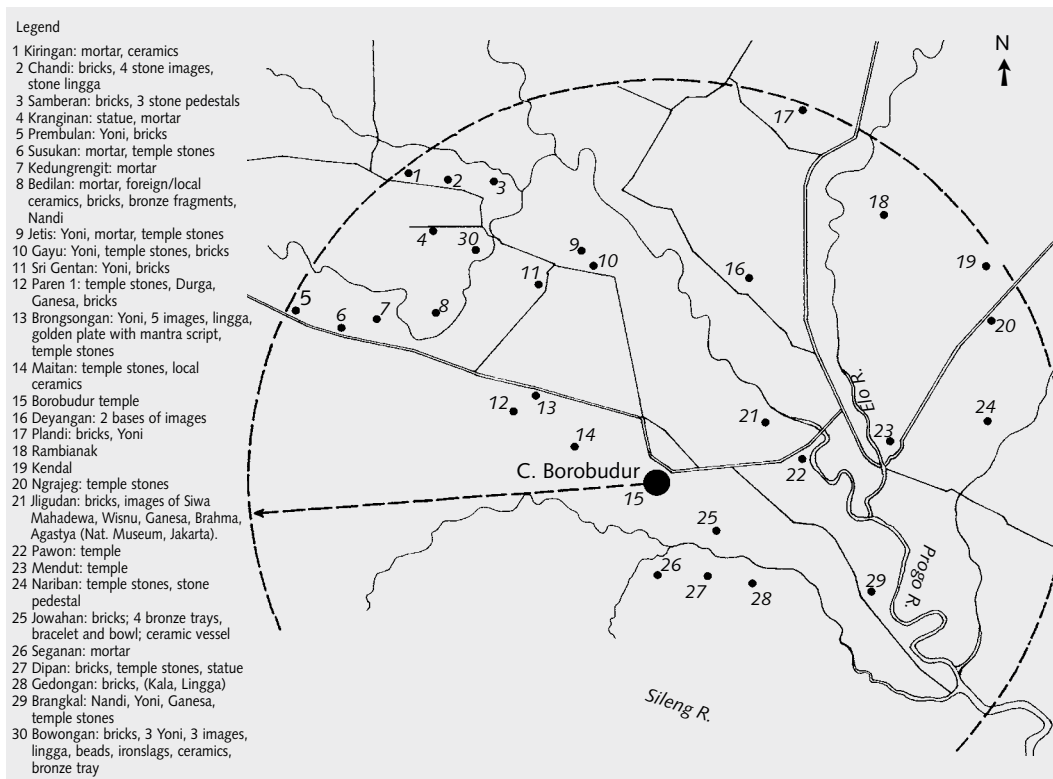 Legend
1 Kiringan: mortar, ceramics
2 Chandi: bricks, 4 stone images,
stone lingga
3 Samberan: bricks, 3 stone pedestals
4 Kranginan: statue, mortar
5 Prembulan: Yoni, bricks
6 Susukan: mortar, temple stones
7 Kedungrengit: mortar
8 Bedilan: mortar, foreign/local
ceramics, bricks, bronze fragments,
Nandi
9 Jetis: Yoni, mortar, temple stones
10 Gayu: Yoni, temple stones, bricks
11 Sri Gentan: Yoni, bricks
12 Paren 1: temple stones, Durga,
Ganesa, bricks
13 Brongsongan: Yoni, 5 images, lingga,
golden plate with mantra script,
temple stones
14 Maitan: temple stones, local
ceramics
15 Borobudur temple
16 Deyangan: 2 bases of images
17 Plandi: bricks, Yoni
18 Rambianak
19 Kendal
20 Ngrajeg: temple stones
21 Jligudan: bricks, images of Siwa
Mahadewa, Wisnu, Ganesa, Brahma,
Agastya (Nat. Museum, Jakarta).
22 Pawon: temple
23 Mendut: temple
24 Nariban: temple stones, stone
pedestal
25 Jowahan: bricks; 4 bronze trays,
bracelet and bowl; ceramic vessel
26 Seganan: mortar
27 Dipan: bricks, temple stones, statue
28 Gedongan: bricks, (Kala, Lingga)
29 Brangkal: Nandi, Yoni, Ganesa,
temple stones
30 Bowongan: bricks, 3 Yoni, 3 images,
lingga, beads, ironslags, ceramics,
bronze tray
N
17
1
2
3
18
4
30
9
10
19
11
16
5
6
7
8
20
Elo R.
12
13
21
24
14
23
C. Borobudur
22
15
25
26
27
28
29
Progo R.
Sileng R.